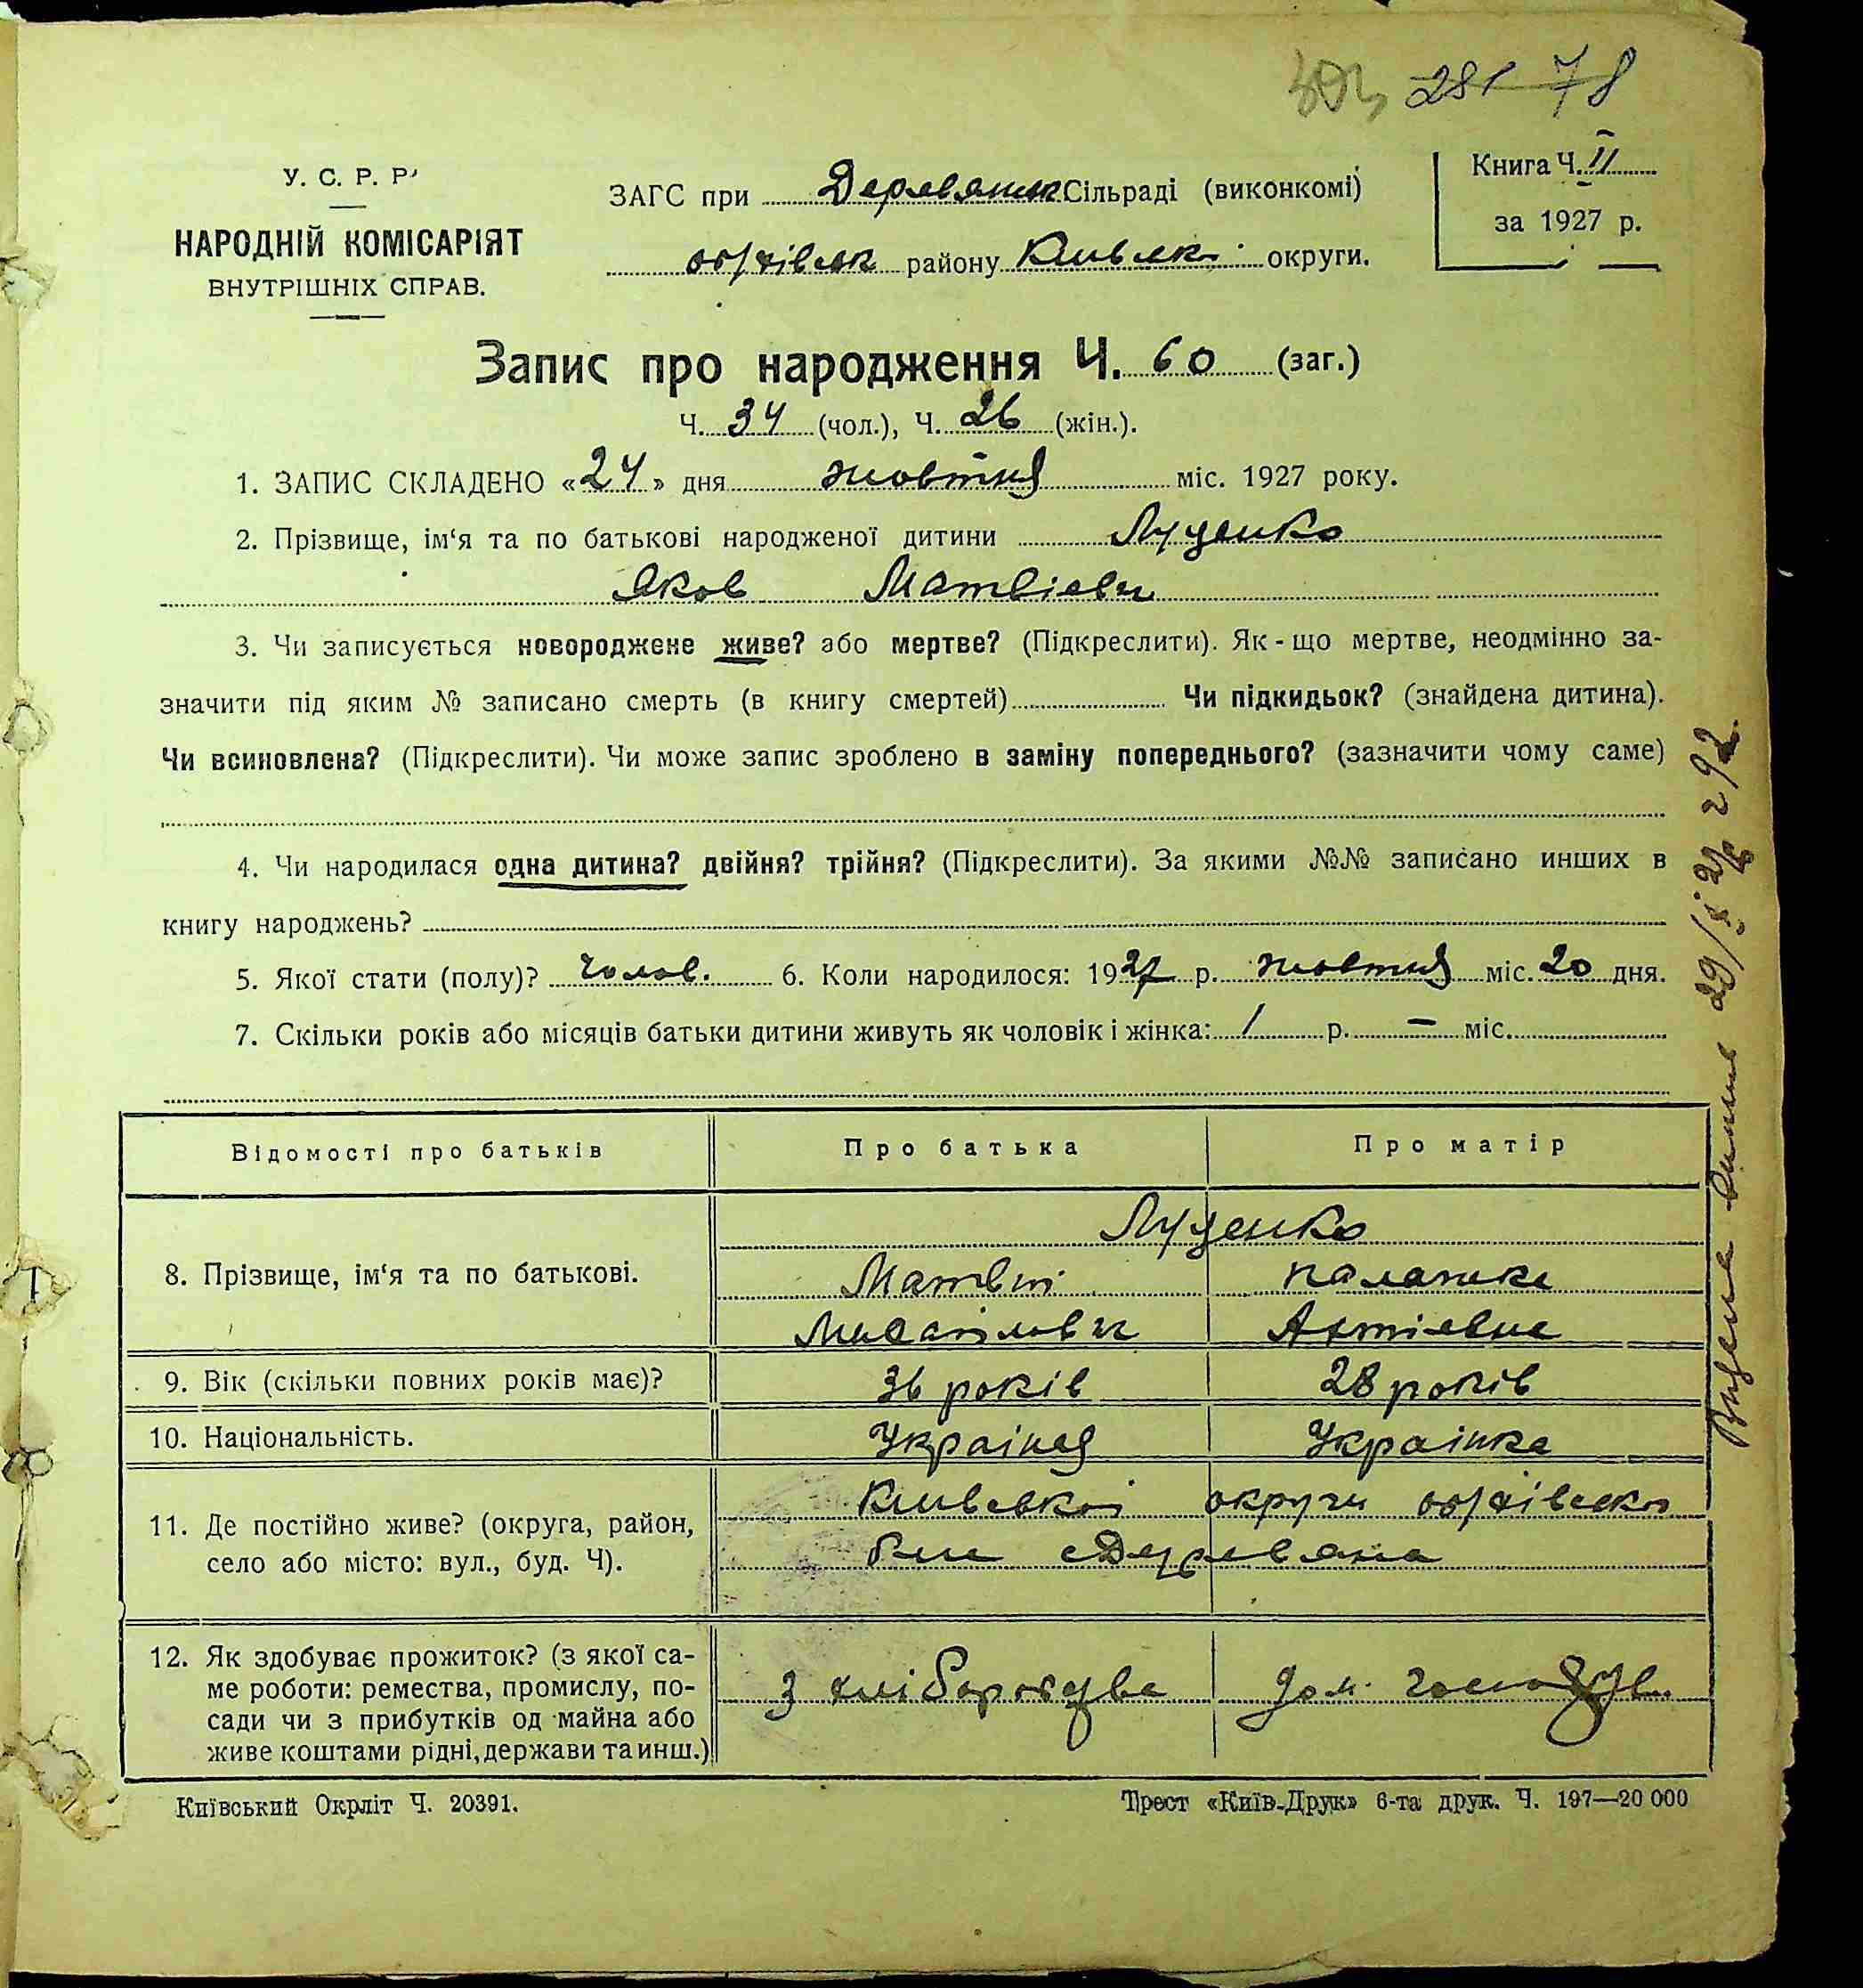 281 78
У. С. Р. Р.
НАРОДНІЙ КОМІСАРІЯТ
ВНУТРІШНІХ СПРАВ.
ЗАГС при Деревянск Сільраді (виконкомі)
обухівськ району Київськ округи.
Книга Ч. II
за 1927 р.
Запис про народження Ч. 60 (заг.)
Ч. 34 (чол.), Ч. 26 (жін.).
1. ЗАПИС СКЛАДЕНО «24» дня жовтня міс. 1927 року.
2. Прізвище, ім‘я та по батькові народженої дитини Луценко
Яков Матвієвич
3. Чи записується новороджене живе? або мертве? (Підкреслити). Як - що мертве, неодмінно за-
значити під яким № записано смерть (в книгу смертей) Чи підкидьок? (знайдена дитина).
Чи всиновлена? (Підкреслити). Чи може запис зроблено в заміну попереднього? (зазначити чому саме)
4. Чи народилася одна дитина? двійня? трійня? (Підкреслити). За якими №№ записано инших в
книгу народжень?
5. Якої стати (полу)? чолов. 6. Коли народилося: 1927 р. жовтня міс. 20 дня.
7. Скільки років або місяців батьки дитини живуть як чоловік і жінка: 1 р. — міс.
Відомості про батьків Про батька Про матір
Луценко
8. Прізвище, ім‘я та по батькові. Матвій Палажка
9. Вік (скільки повних років має)? 36 років 28 років
10. Національність. Українец Українка
11. Де постійно живе? (округа, район, село або місто: вул., буд. Ч).
Київської округи обухівсько
12. Як здобуває прожиток? (з якої са-
ме роботи: ремества, промислу, по-
сади чи з прибутків од майна або
живе коштами рідні, держави та инш.)
з хліборобства дом.
Київський Окрліт Ч. 20391.
Трест «Київ-Друк» 6-та друк. Ч. 197—20 000